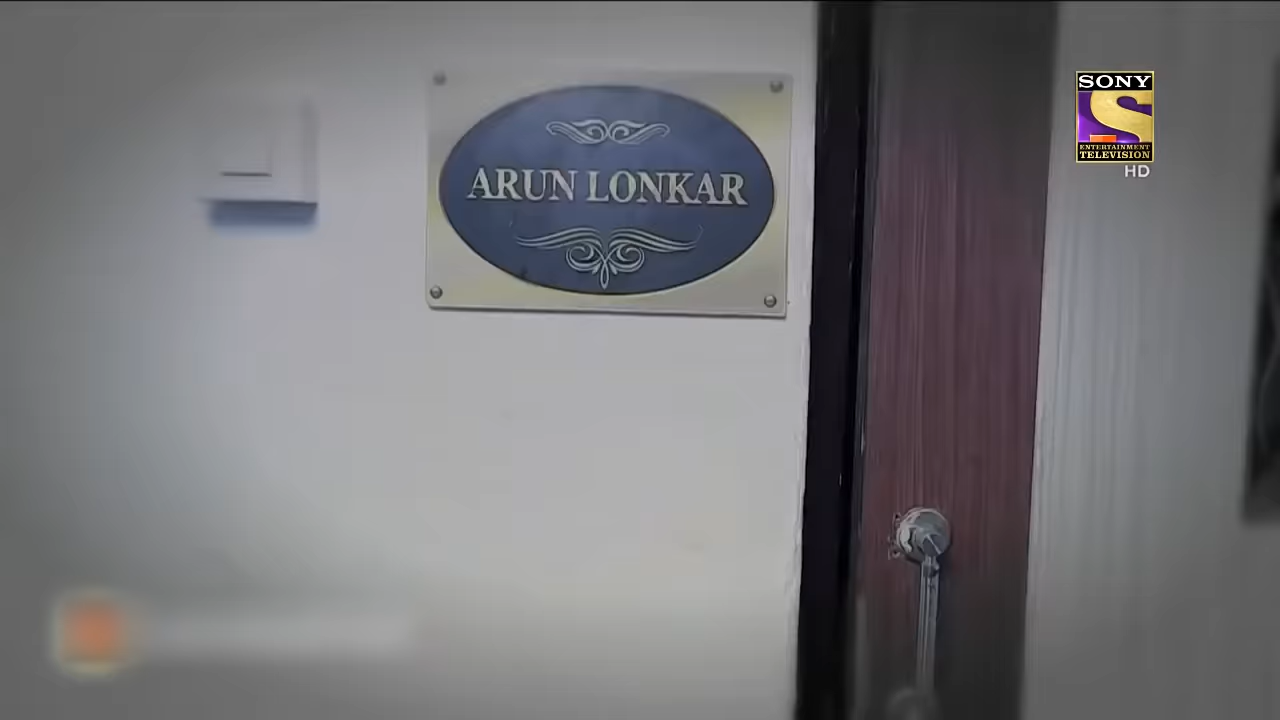 ARUN LONKAR
SONY
ENTERTAINMENT
TELEVISION
HD